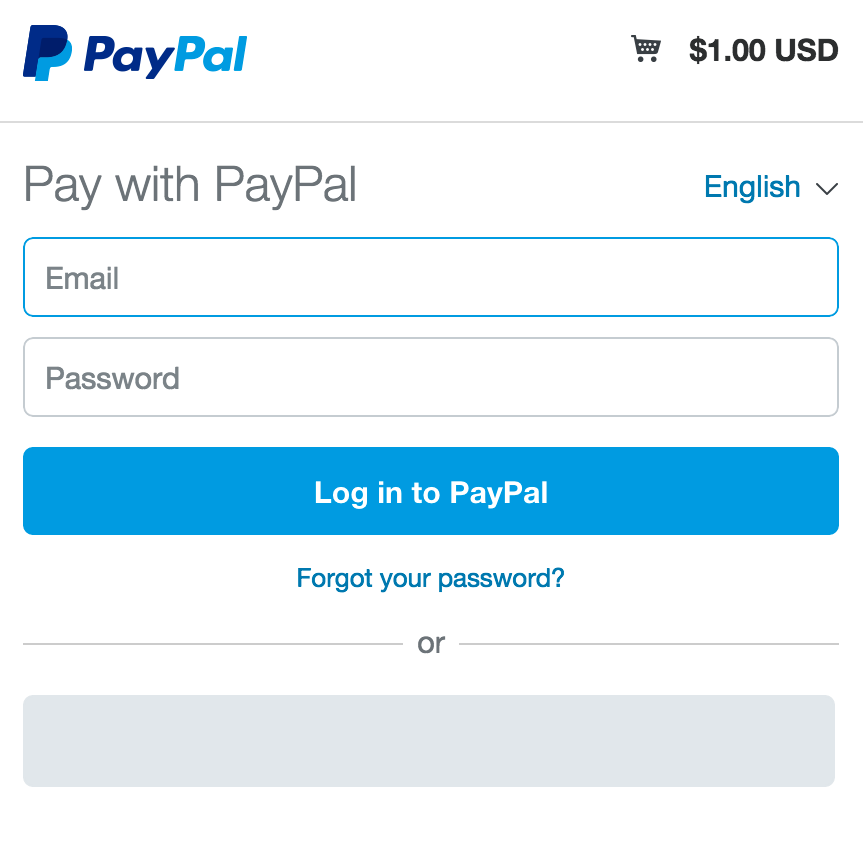 PayPal
$1.00 USD
Pay with PayPal
English
Email
Password
Log in to PayPal
Forgot your password?
or